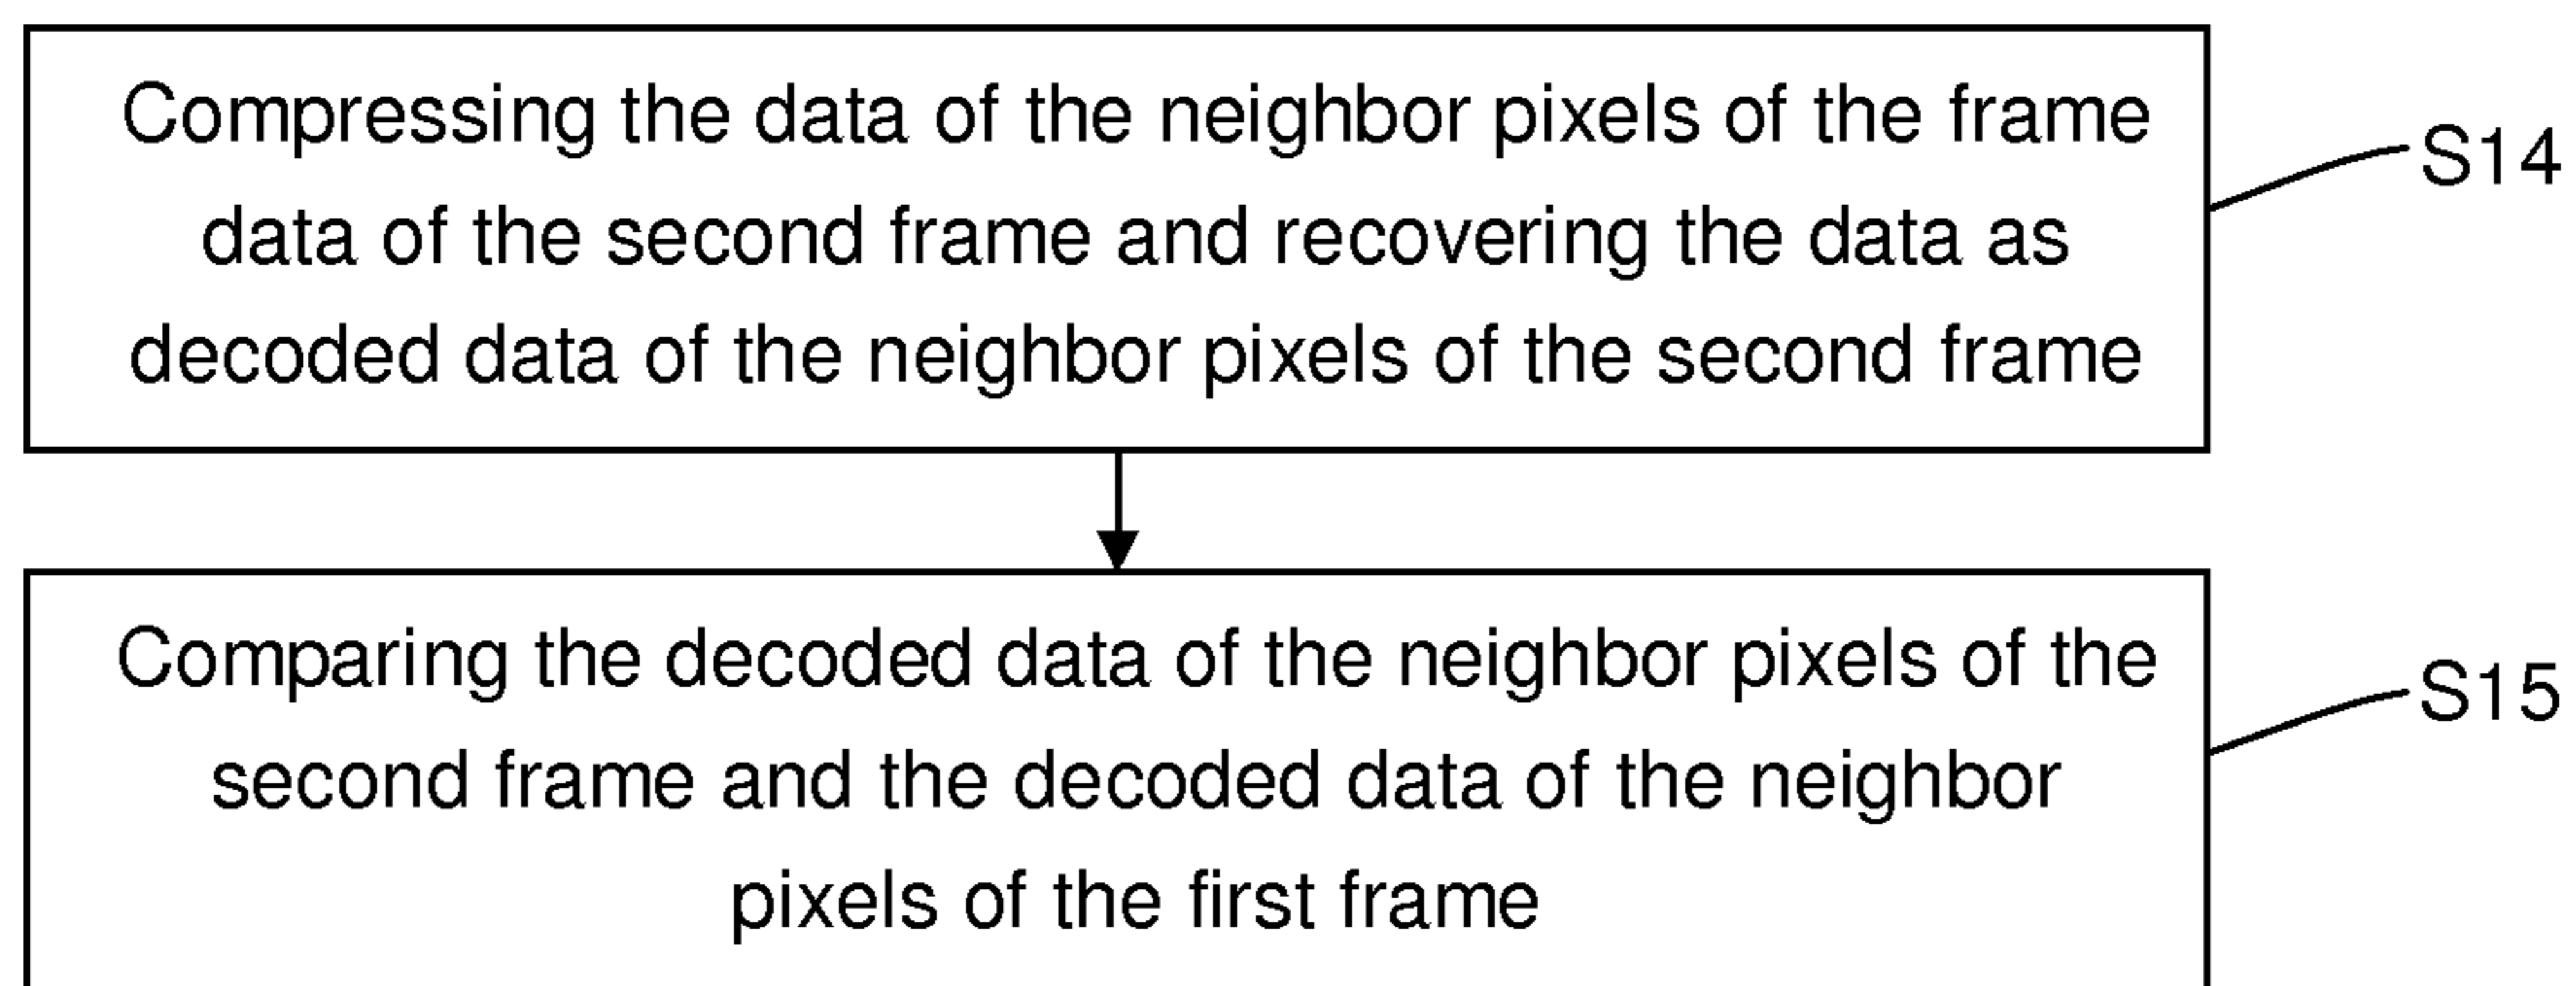 Compressing the data of the neighbor pixels of the frame
data of the second frame and recovering the data as
decoded data of the neighbor pixels of the second frame
S14
Comparing the decoded data of the neighbor pixels of the
second frame and the decoded data of the neighbor
pixels of the first frame
S15